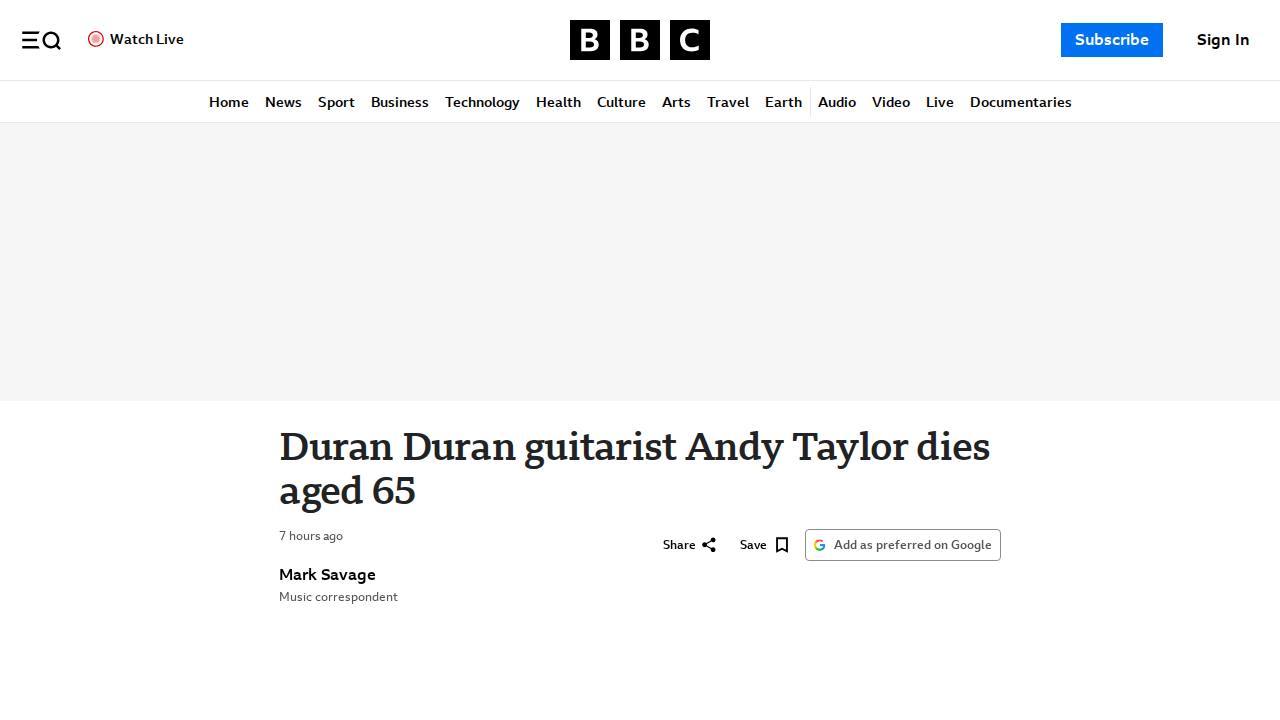 Watch Live
BBC
Subscribe
Sign In
Home News Sport Business Technology Health Culture Arts Travel Earth Audio Video Live Documentaries
Duran Duran guitarist Andy Taylor dies
aged 65
7 hours ago
Share
Save
Add as preferred on Google
Mark Savage
Music correspondent